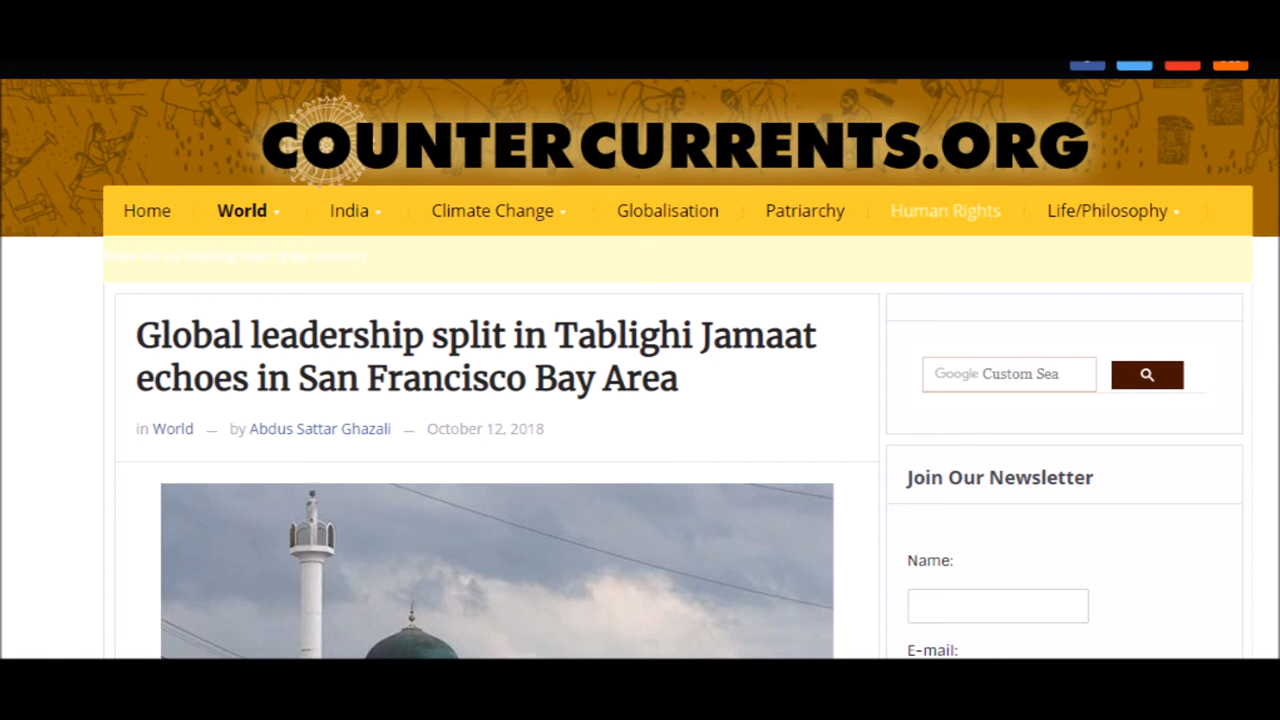 COUNTERCURRENTS.ORG
Home World India Climate Change Globalisation Patriarchy Human Rights Life/Philosophy
Global leadership split in Tablighi Jamaat
echoes in San Francisco Bay Area
in World — by Abdus Sattar Ghazali — October 12, 2018
Google Custom Sea
Join Our Newsletter
Name:
E-mail: